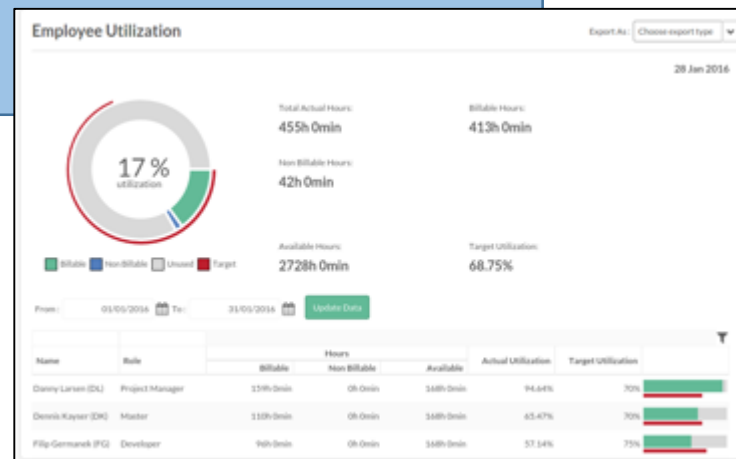 Employee Utilization
Export As: Choose export type
28 Jan 2016
Total Actual Hours: Billable Hours:
455h 0min 413h 0min
17 %
utilization
Non Billable Hours:
42h 0min
Available Hours: Target Utilization:
2728h 0min 68.75%
Billable Non Billable Unused Target
From: 01/01/2016 To: 31/01/2016 Update Data
Hours
Name Role Billable Non Billable Available Actual Utilization Target Utilization
Danny Larsen (DL) Project Manager 159h 0min 0h 0min 168h 0min 94.64% 70%
Dennis Kayser (DK) Master 110h 0min 0h 0min 168h 0min 65.47% 70%
Filip Germanek (FG) Developer 96h 0min 0h 0min 168h 0min 57.14% 75%